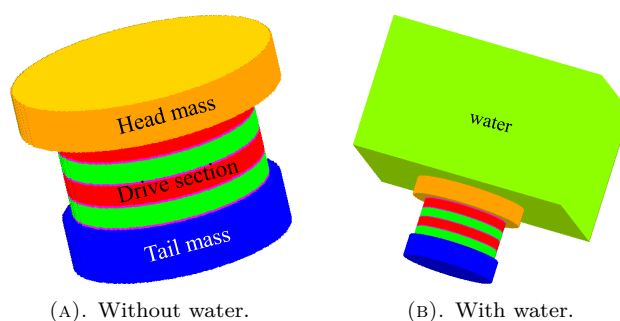 Head mass
Drive section
Tail mass
water
(A). Without water.
(B). With water.